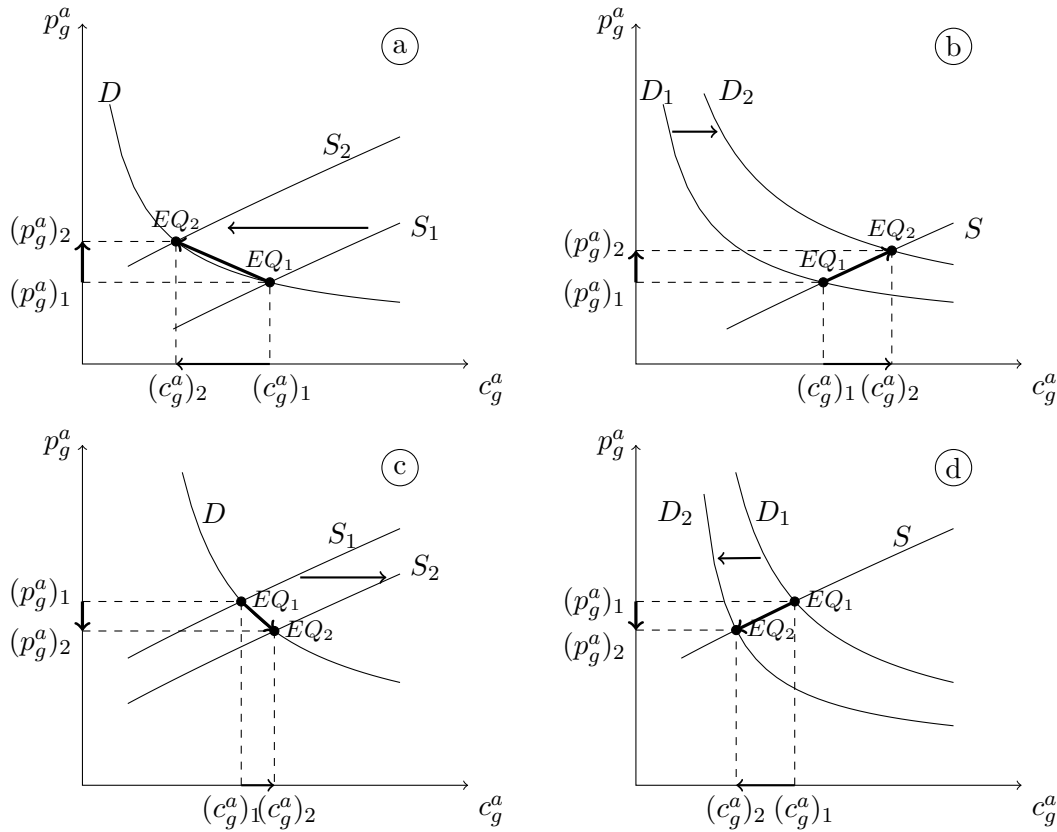 p_g^a
a
D
S_2
S_1
EQ_2
EQ_1
(p_g^a)_2
(p_g^a)_1
(c_g^a)_2
(c_g^a)_1
c_g^a
p_g^a
b
D_1
D_2
S
EQ_2
EQ_1
(p_g^a)_2
(p_g^a)_1
(c_g^a)_1
(c_g^a)_2
c_g^a
p_g^a
c
D
S_1
S_2
EQ_1
EQ_2
(p_g^a)_1
(p_g^a)_2
(c_g^a)_1
(c_g^a)_2
c_g^a
p_g^a
d
D_2
D_1
S
EQ_1
EQ_2
(p_g^a)_1
(p_g^a)_2
(c_g^a)_2
(c_g^a)_1
c_g^a